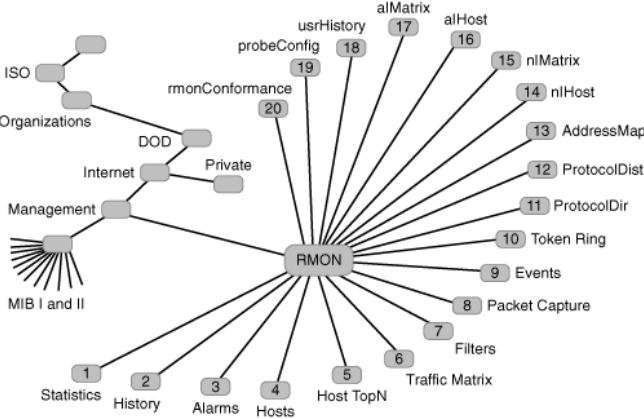 alMatrix
usrHistory
17
alHost
probeConfig
18
16
19
15 nlMatrix
ISO
rmonConformance
14 nlHost
20
Organizations
13 AddressMap
DOD
Private
12 ProtocolDist
Internet
11 ProtocolDir
Management
10 Token Ring
RMON
9 Events
MIB I and II
8 Packet Capture
7
Filters
6
Traffic Matrix
1
2
3
4
5
Statistics
History
Alarms
Hosts
Host TopN